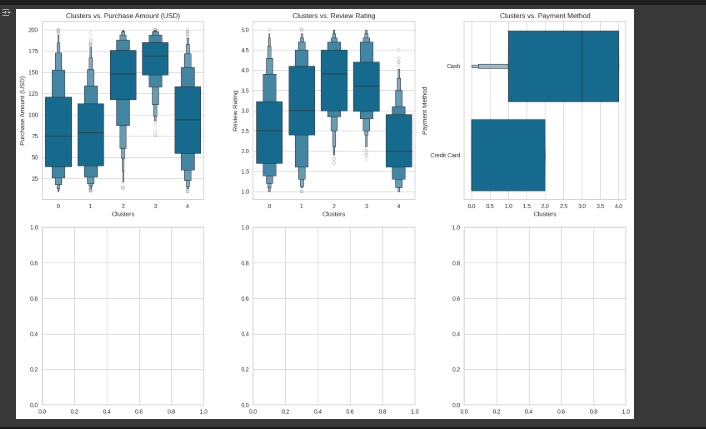 Clusters vs. Purchase Amount (USD)
Clusters vs. Review Rating
Clusters vs. Payment Method
Purchase Amount (USD)
200
175
150
125
100
75
50
25
0 1 2 3 4
Clusters
Review Rating
5.0
4.5
4.0
3.5
3.0
2.5
2.0
1.5
1.0
0 1 2 3 4
Clusters
Payment Method
Cash
Credit Card
0.0 0.5 1.0 1.5 2.0 2.5 3.0 3.5 4.0
Clusters
1.0
0.8
0.6
0.4
0.2
0.0
0.0 0.2 0.4 0.6 0.8 1.0
1.0
0.8
0.6
0.4
0.2
0.0
0.0 0.2 0.4 0.6 0.8 1.0
1.0
0.8
0.6
0.4
0.2
0.0
0.0 0.2 0.4 0.6 0.8 1.0